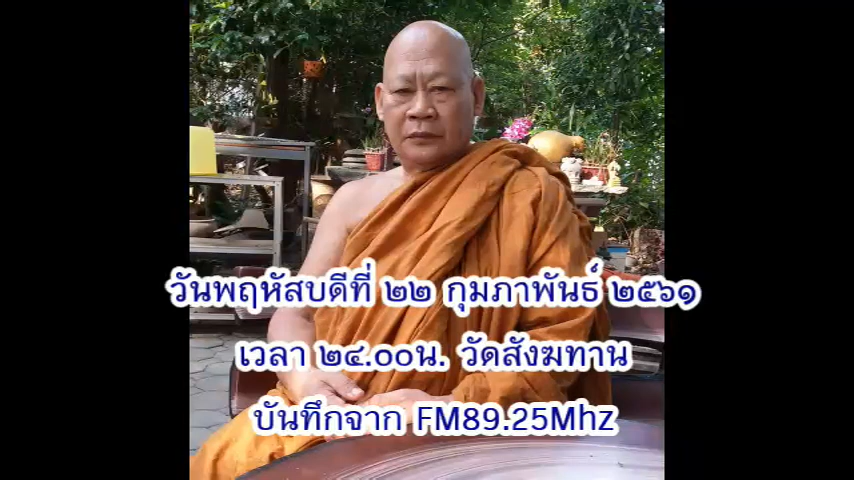 วันพฤหัสบดีที่ ๒๒ กุมภาพันธ์ ๒๕๖๑
เวลา ๒๔.๐๐น. วัดสังฆทาน
บันทึกจาก FM89.25Mhz